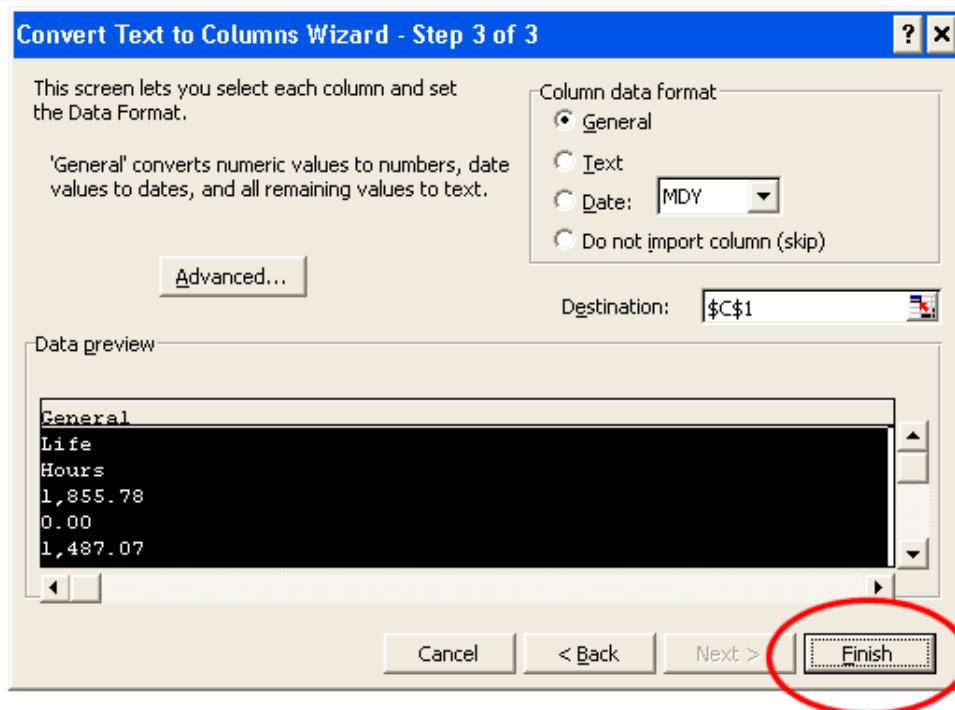 Convert Text to Columns Wizard - Step 3 of 3
This screen lets you select each column and set
the Data Format.
'General' converts numeric values to numbers, date
values to dates, and all remaining values to text.
Advanced...
Column data format
General
Text
Date: MDY
Do not import column (skip)
Destination: $C$1
Data preview
General
Life
Hours
1,855.78
0.00
1,487.07
Cancel
< Back
Next >
Finish